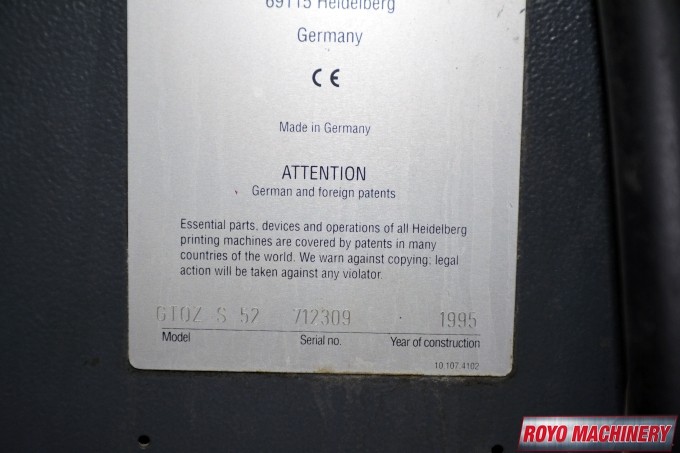 69115 Heidelberg
Germany
CE
Made in Germany
ATTENTION
German and foreign patents
Essential parts, devices and operations of all Heidelberg
printing machines are covered by patents in many
countries of the world. We warn against copying; legal
action will be taken against any violator.
GTOZ S 52 712309 1995
Model Serial no. Year of construction
10.107.4102
ROYO MACHINERY